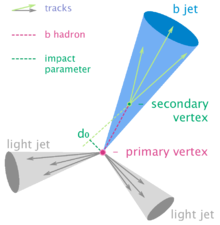 tracks
b hadron
impact
parameter
b jet
secondary
vertex
d₀
light jet
primary vertex
light jet